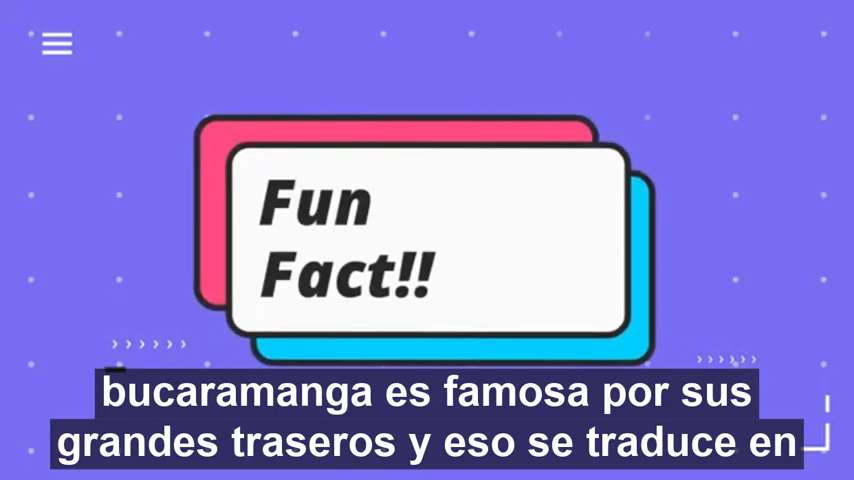 Fun
Fact!!
bucaramanga es famosa por sus
grandes traseros y eso se traduce en